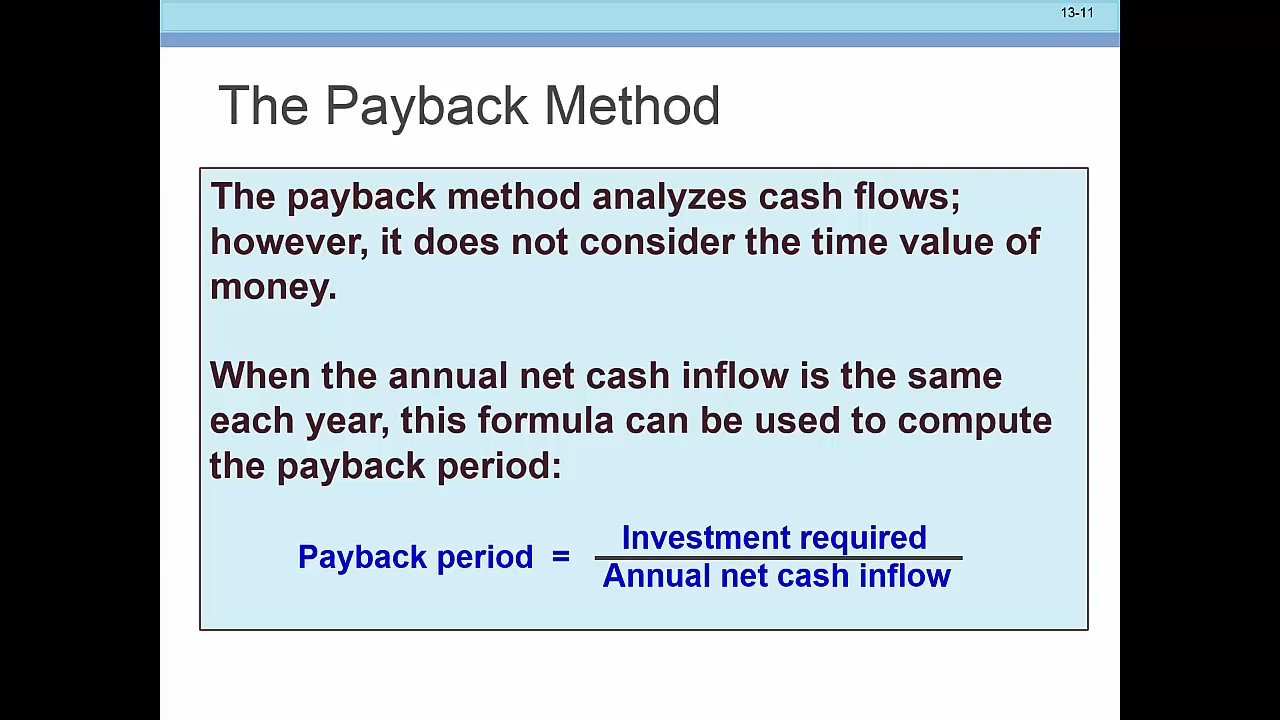 13-11
The Payback Method
The payback method analyzes cash flows;
however, it does not consider the time value of
money.
When the annual net cash inflow is the same
each year, this formula can be used to compute
the payback period:
Investment required
Payback period =
Annual net cash inflow